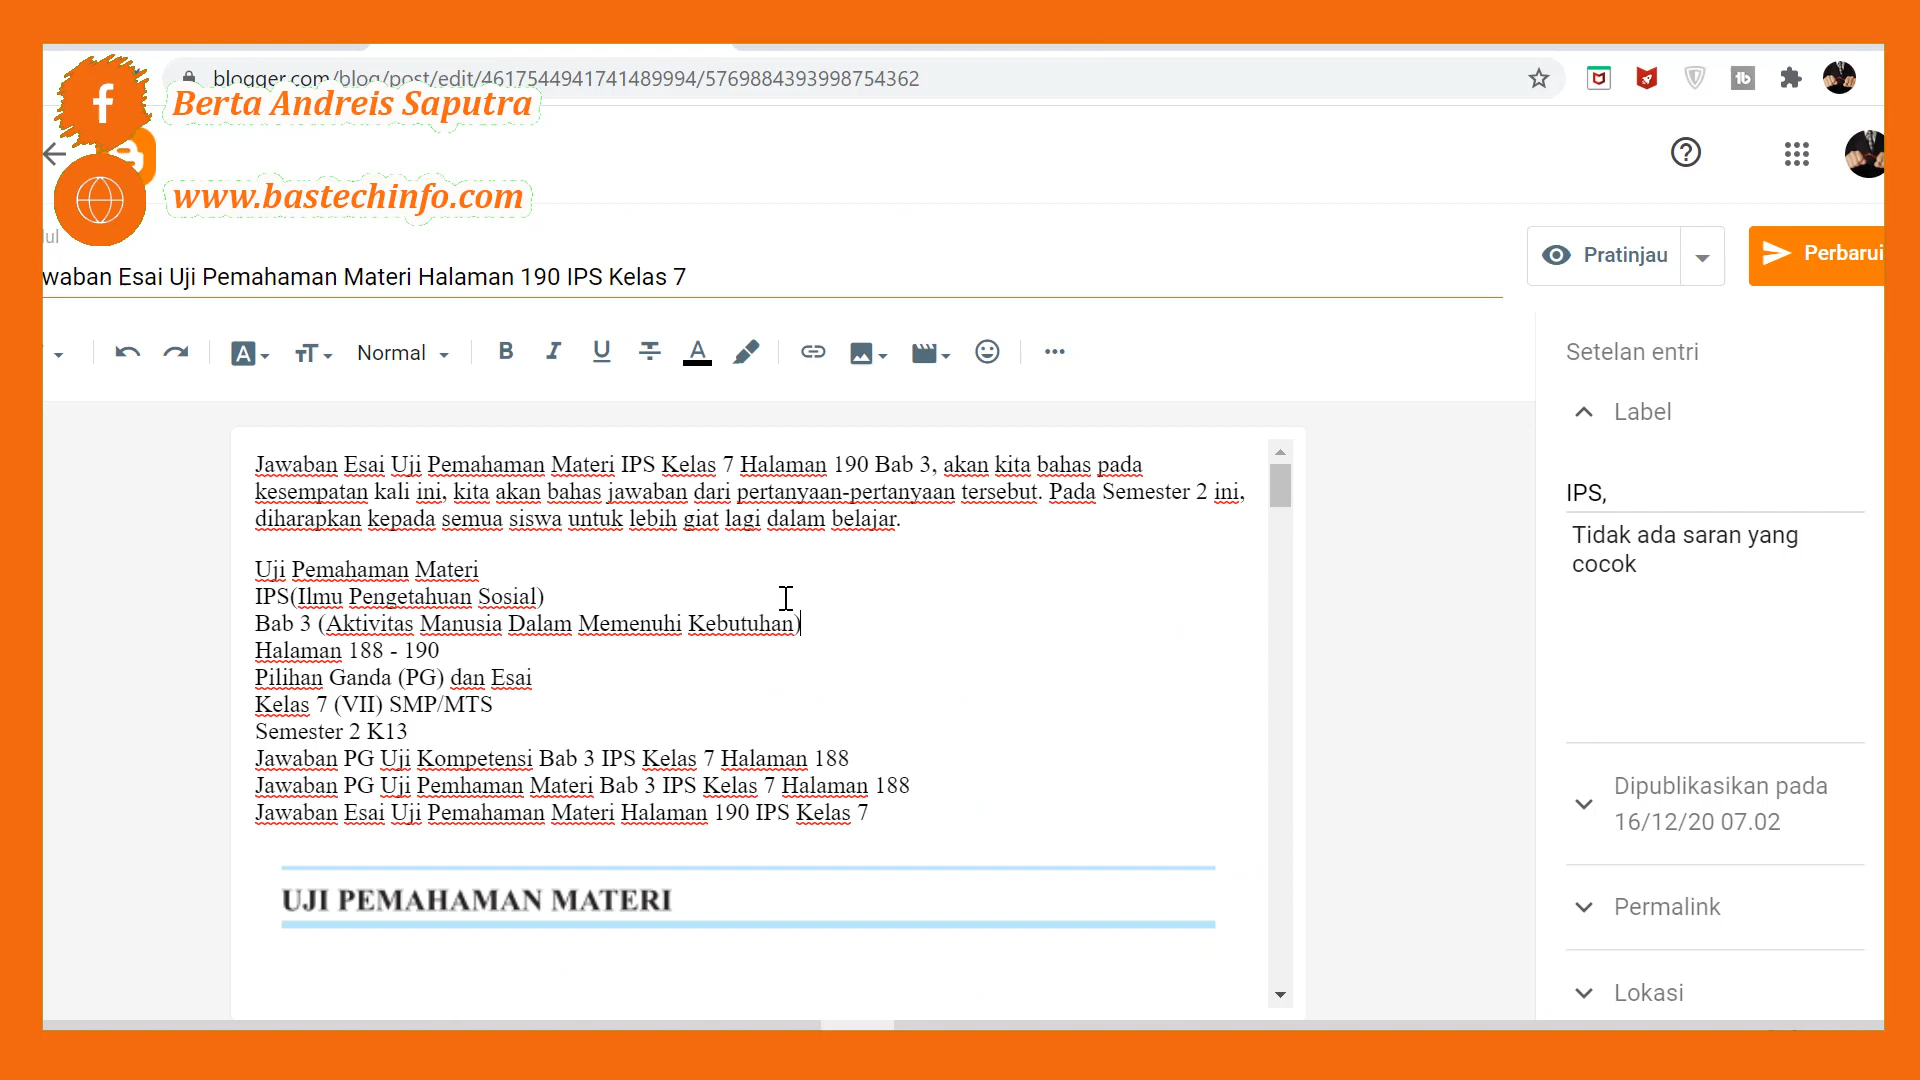 blogger.com/blog/post/edit/4617544941741489994/5769884393998754362
Berta Andreis Saputra
www.bastechinfo.com
lul
waban Esai Uji Pemahaman Materi Halaman 190 IPS Kelas 7
Pratinjau
Perbarui
Normal
Setelan entri
Label
IPS,
Tidak ada saran yang
cocok
Jawaban Esai Uji Pemahaman Materi IPS Kelas 7 Halaman 190 Bab 3, akan kita bahas pada
kesempatan kali ini, kita akan bahas jawaban dari pertanyaan-pertanyaan tersebut. Pada Semester 2 ini,
diharapkan kepada semua siswa untuk lebih giat lagi dalam belajar.
Uji Pemahaman Materi
IPS(Ilmu Pengetahuan Sosial)
Bab 3 (Aktivitas Manusia Dalam Memenuhi Kebutuhan)
Halaman 188 - 190
Pilihan Ganda (PG) dan Esai
Kelas 7 (VII) SMP/MTS
Semester 2 K13
Jawaban PG Uji Kompetensi Bab 3 IPS Kelas 7 Halaman 188
Jawaban PG Uji Pemhaman Materi Bab 3 IPS Kelas 7 Halaman 188
Jawaban Esai Uji Pemahaman Materi Halaman 190 IPS Kelas 7
UJI PEMAHAMAN MATERI
Dipublikasikan pada
16/12/20 07.02
Permalink
Lokasi